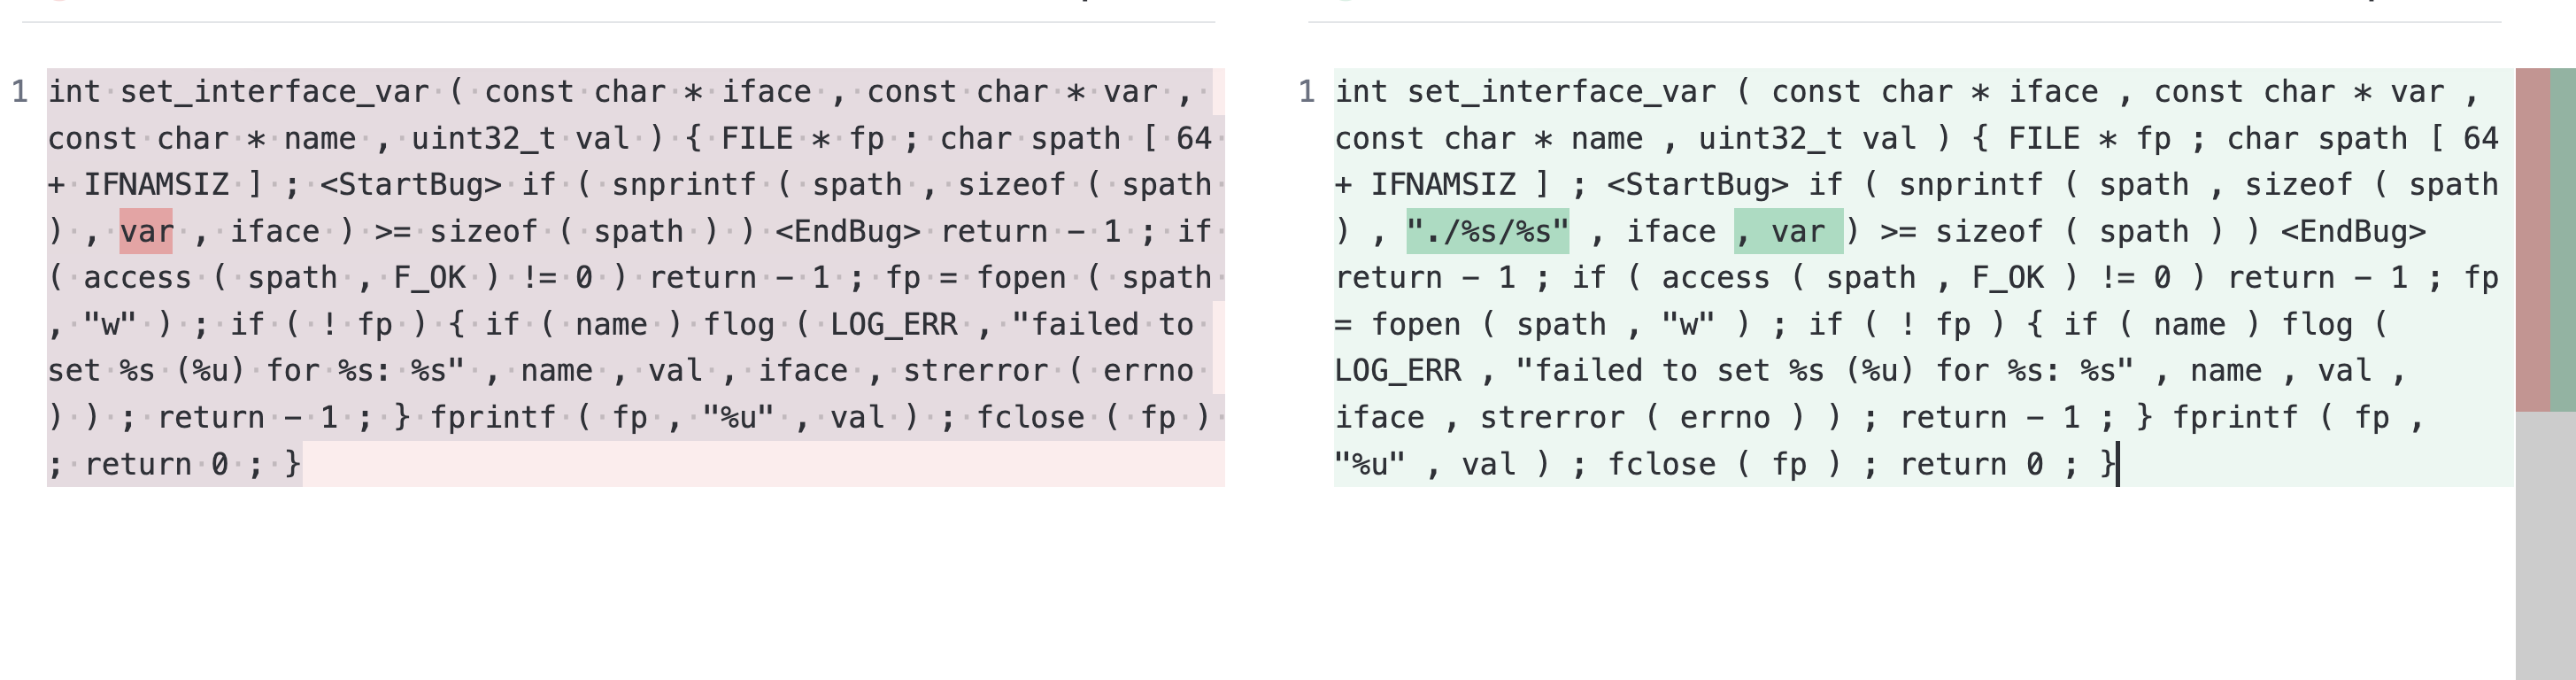 1 int set_interface_var ( const char * iface , const char * var ,
const char * name , uint32_t val ) { FILE * fp ; char spath [ 64
+ IFNAMSIZ ] ; <StartBug> if ( snprintf ( spath , sizeof ( spath
) , var , iface ) >= sizeof ( spath ) ) <EndBug> return - 1 ; if
( access ( spath , F_OK ) != 0 ) return - 1 ; fp = fopen ( spath
, "w" ) ; if ( ! fp ) { if ( name ) flog ( LOG_ERR , "failed to
set %s (%u) for %s: %s" , name , val , iface , strerror ( errno
) ) ; return - 1 ; } fprintf ( fp , "%u" , val ) ; fclose ( fp )
; return 0 ; }
1 int set_interface_var ( const char * iface , const char * var ,
const char * name , uint32_t val ) { FILE * fp ; char spath [ 64
+ IFNAMSIZ ] ; <StartBug> if ( snprintf ( spath , sizeof ( spath
) , "./%s/%s" , iface , var ) >= sizeof ( spath ) ) <EndBug>
return - 1 ; if ( access ( spath , F_OK ) != 0 ) return - 1 ; fp
= fopen ( spath , "w" ) ; if ( ! fp ) { if ( name ) flog (
LOG_ERR , "failed to set %s (%u) for %s: %s" , name , val ,
iface , strerror ( errno ) ) ; return - 1 ; } fprintf ( fp ,
"%u" , val ) ; fclose ( fp ) ; return 0 ; }